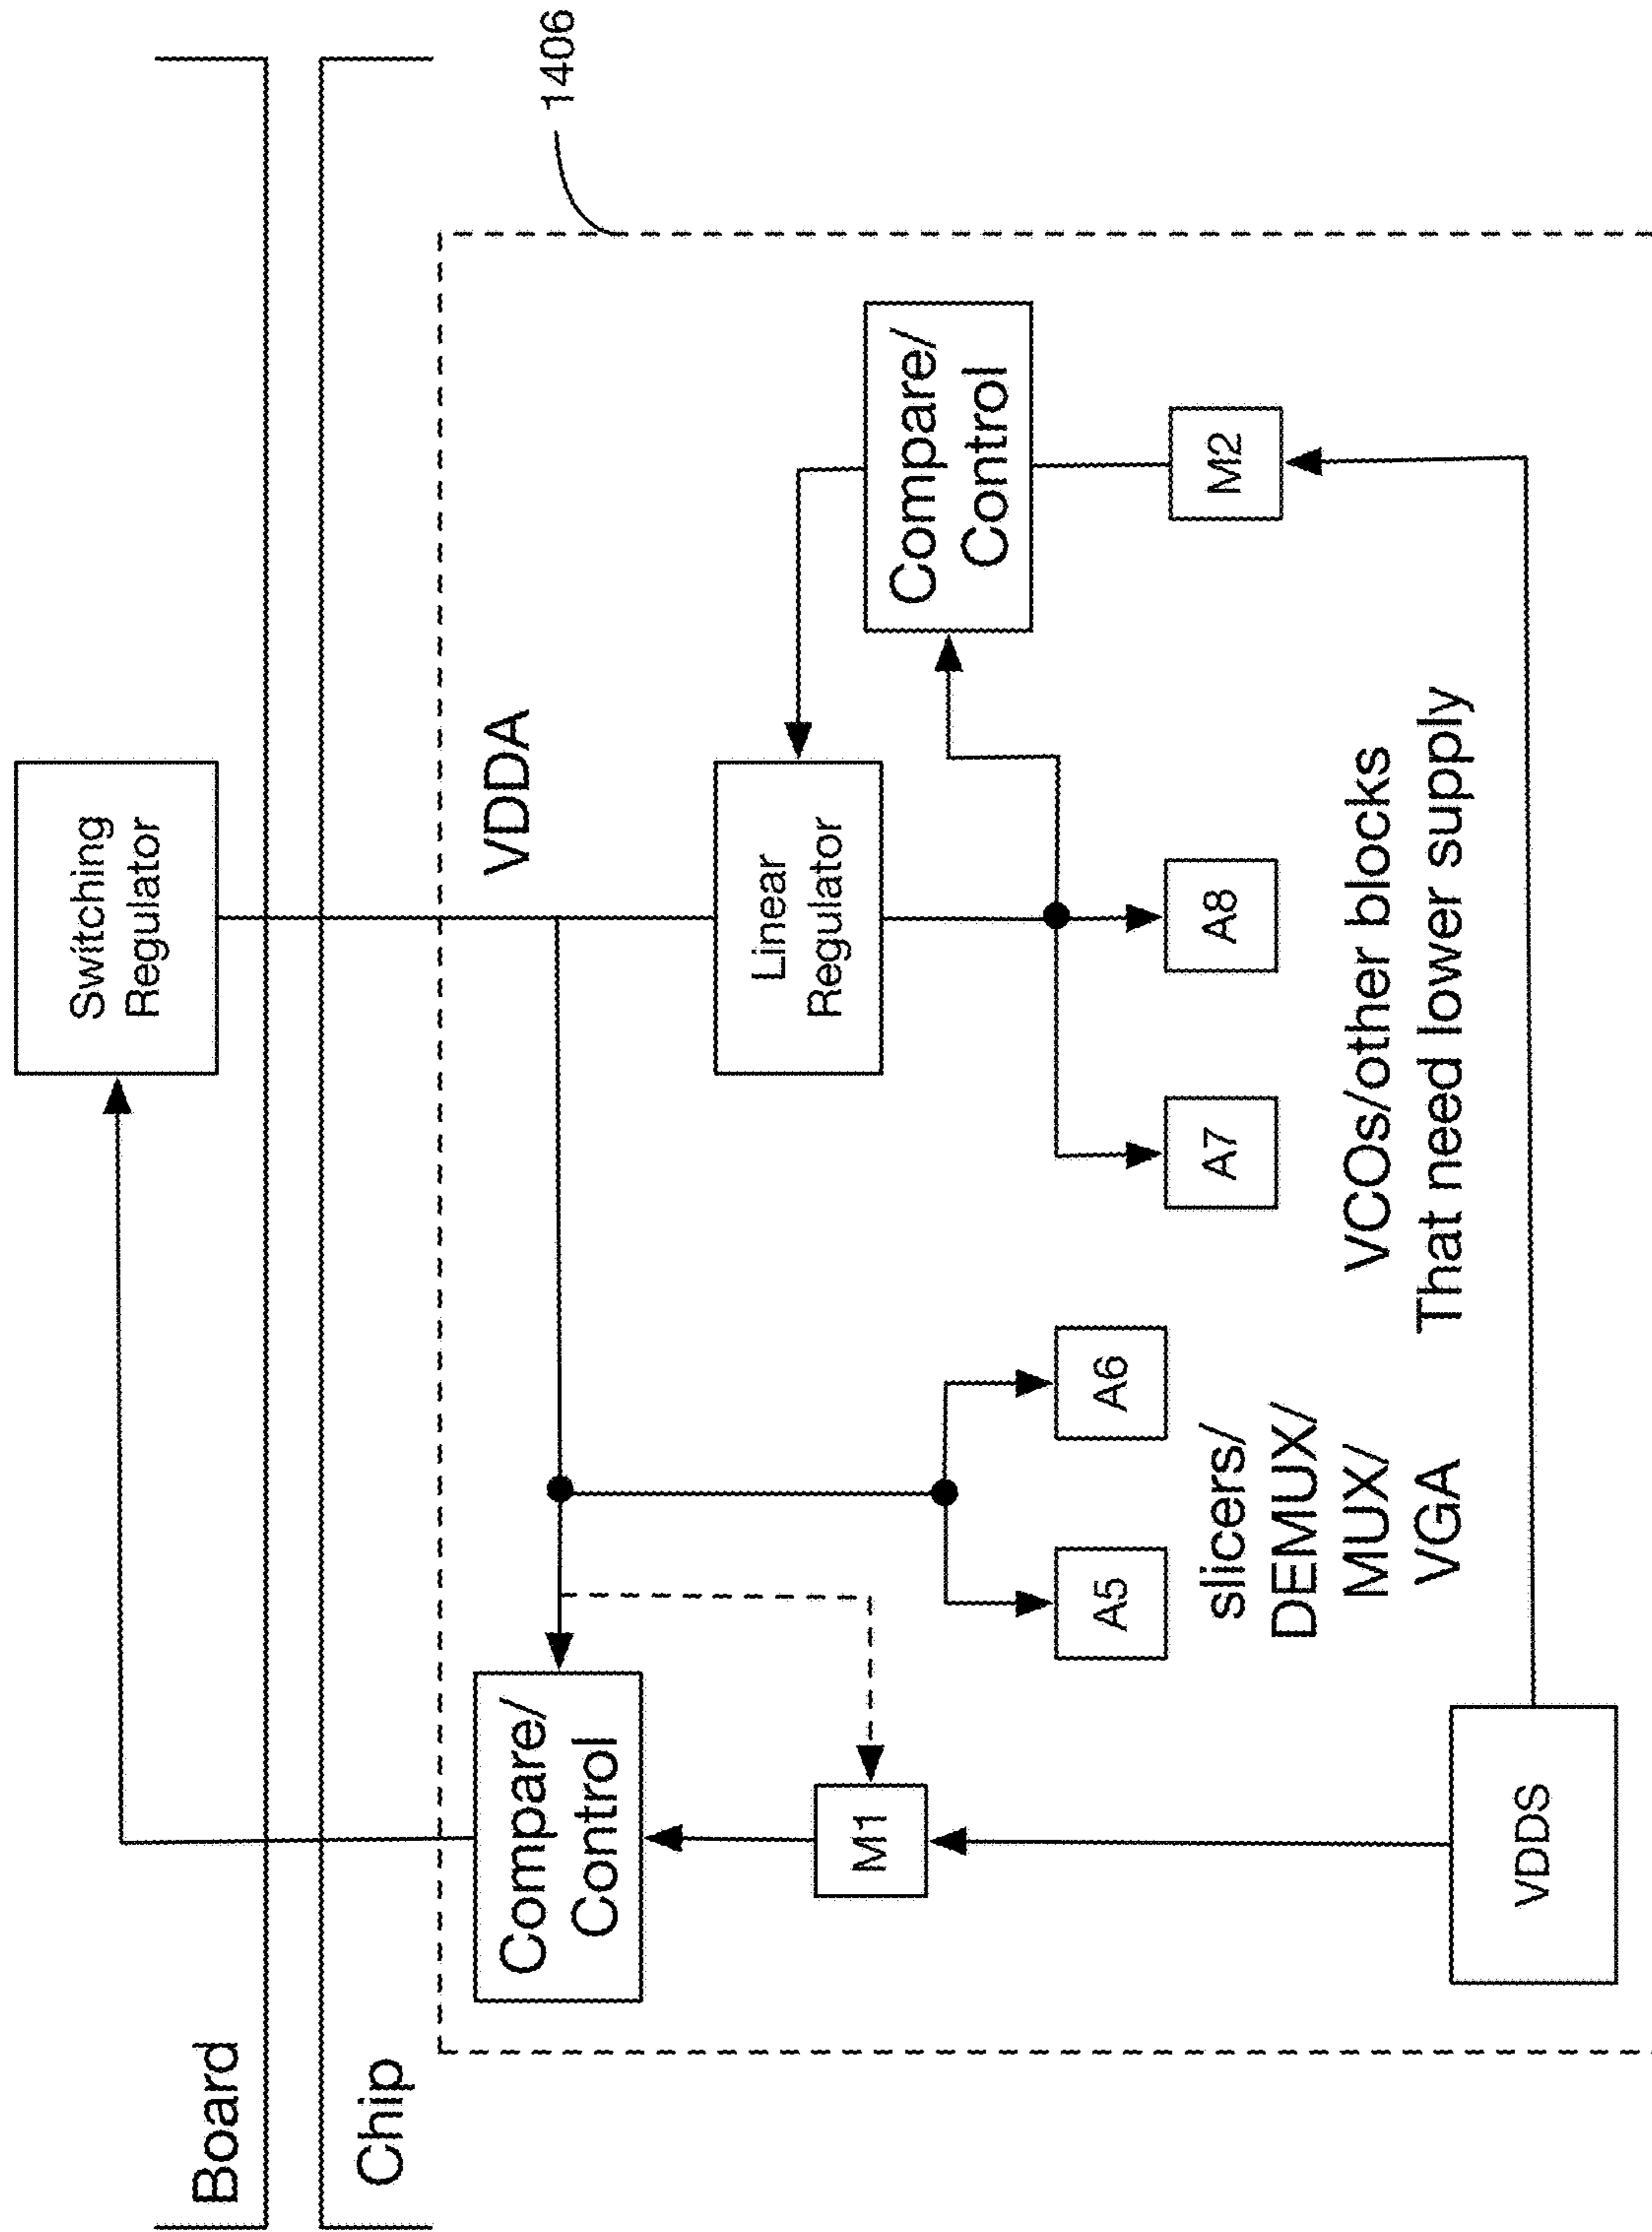 Board
Chip
Switching
Regulator
1406
VDDA
Compare/
Control
Linear
Regulator
Compare/
Control
M1
A5
A6
A7
A8
M2
slicers/
DEMUX/
MUX/
VGA
VCOs/other blocks
That need lower supply
VDDS